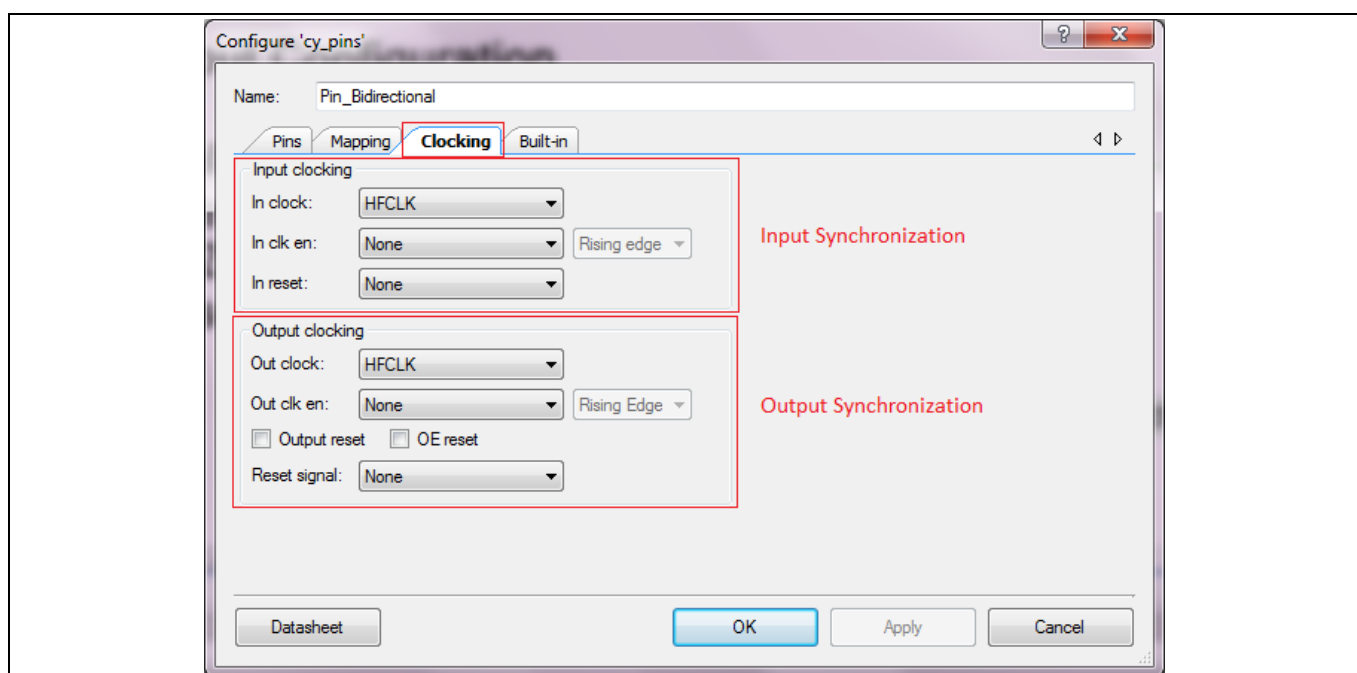 Configure 'cy_pins'
Name: Pin_Bidirectional
Pins Mapping Clocking Built-in
Input clocking
In clock: HFCLK
In clk en: None Rising edge
In reset: None
Input Synchronization
Output clocking
Out clock: HFCLK
Out clk en: None Rising Edge
Output reset OE reset
Reset signal: None
Output Synchronization
Datasheet OK Apply Cancel